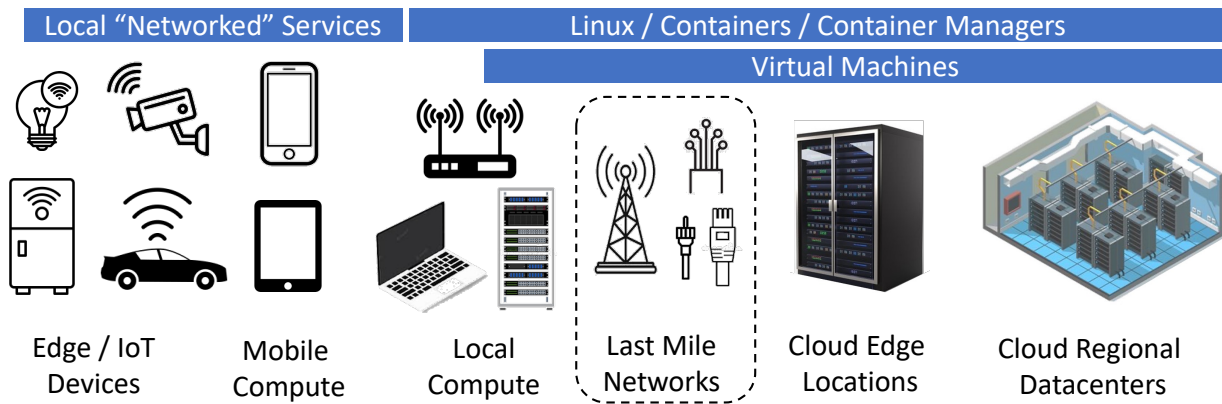 Local “Networked” Services
Linux / Containers / Container Managers
Virtual Machines
Edge / IoT
Devices
Mobile
Compute
Local
Compute
Last Mile
Networks
Cloud Edge
Locations
Cloud Regional
Datacenters